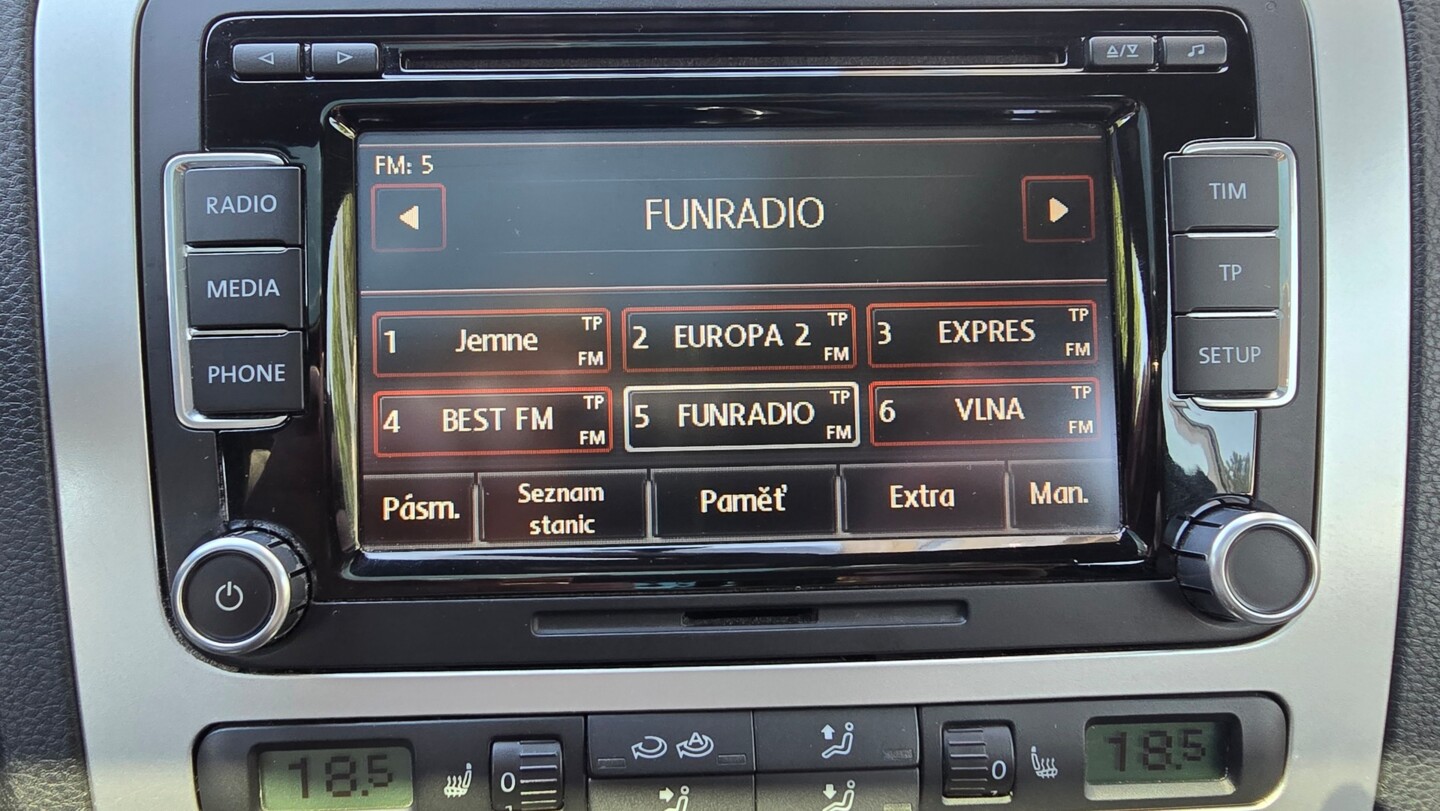 FM: 5
FUNRADIO
RADIO
MEDIA
PHONE
TIM
TP
SETUP
1 Jemne TP FM
2 EUROPA 2 TP FM
3 EXPRES TP FM
4 BEST FM TP FM
5 FUNRADIO TP FM
6 VLNA TP FM
Pásm.
Seznam
stanic
Paměť
Extra
Man.
18.5
0
A
0
18.5